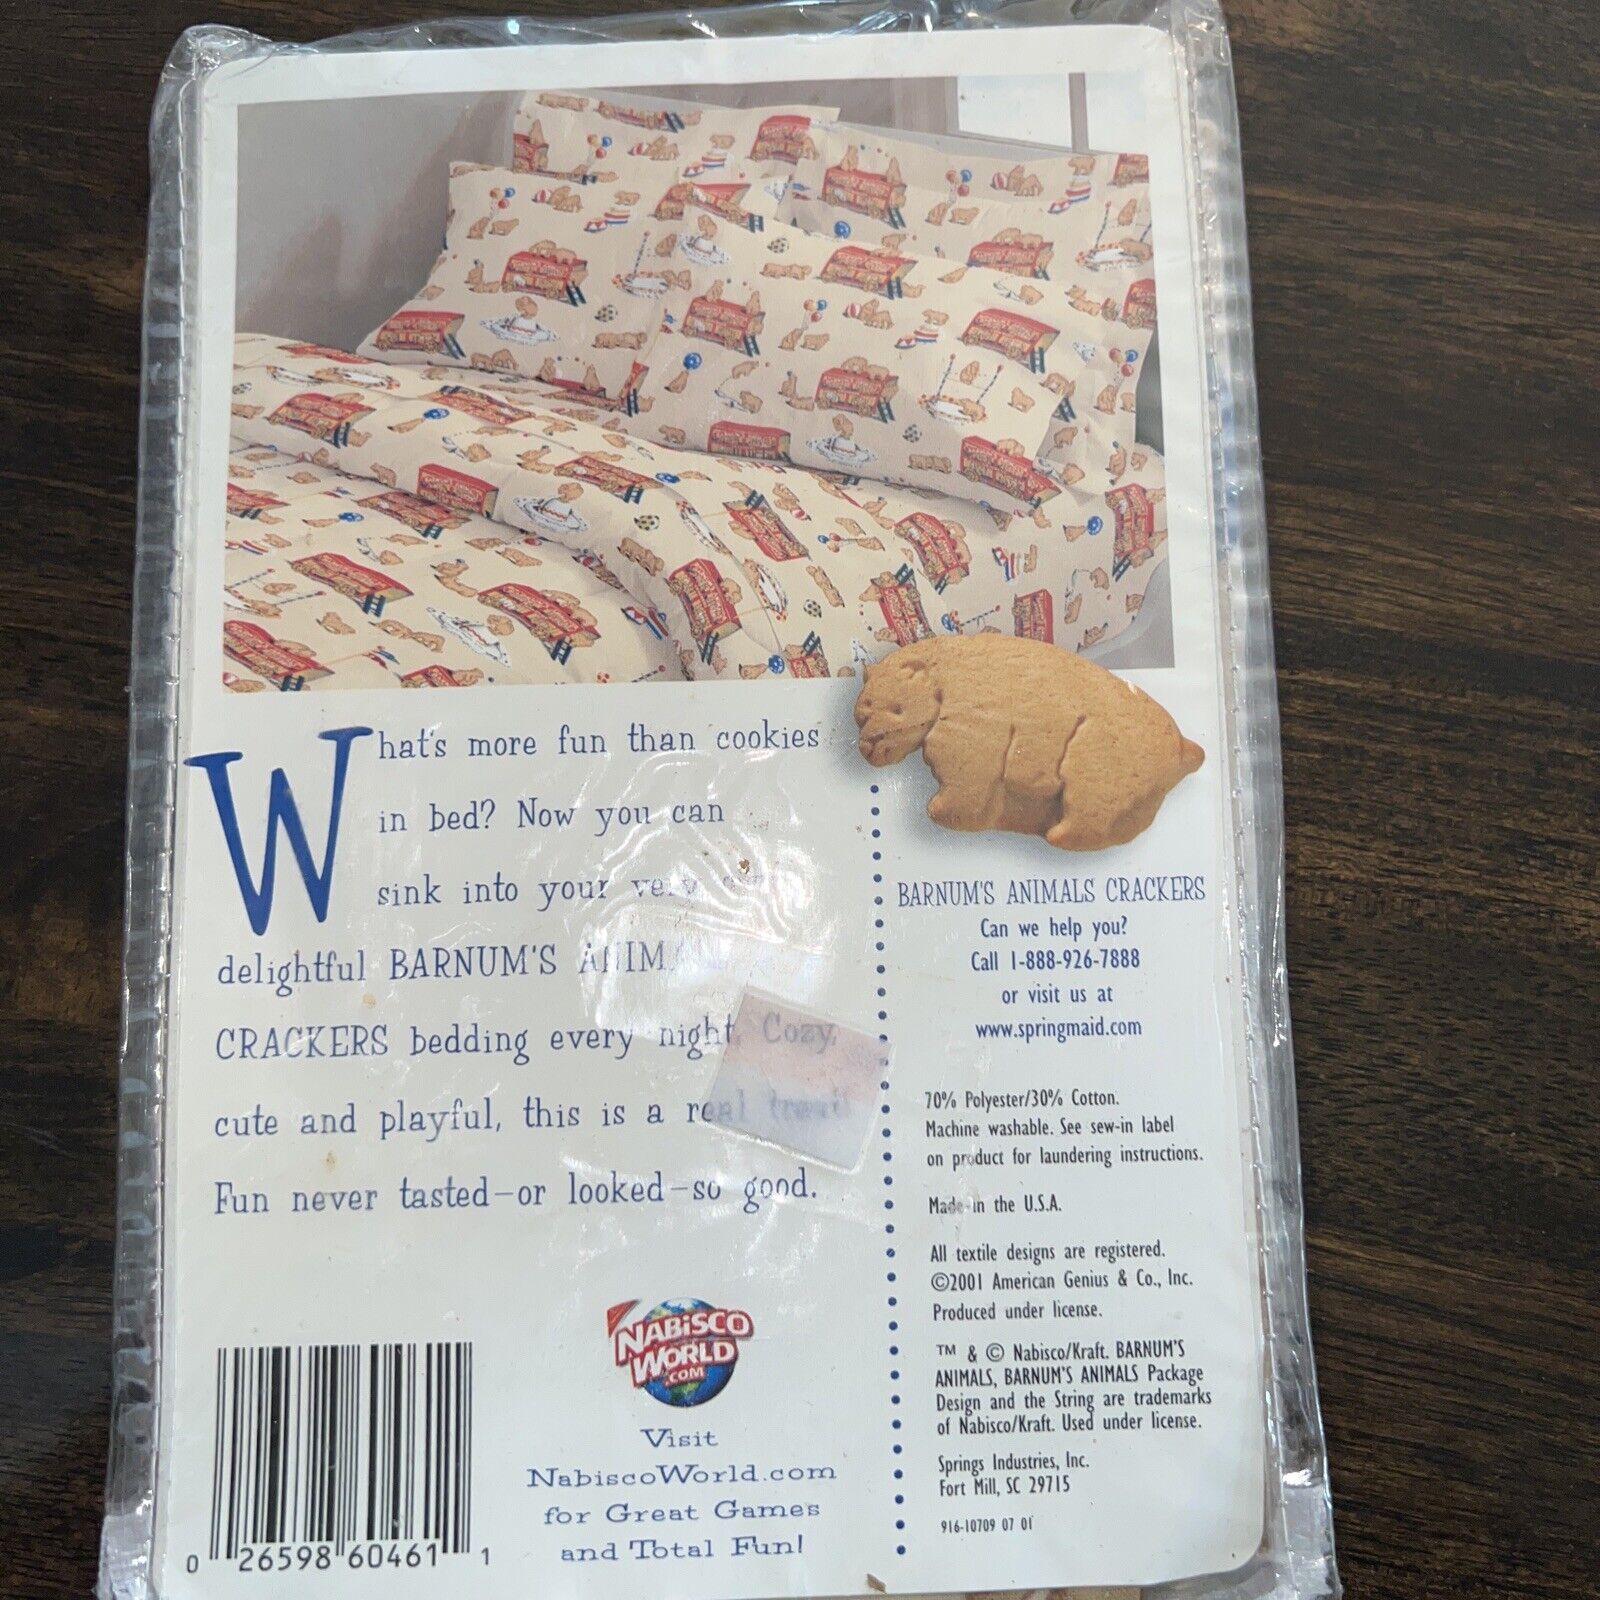 What's more fun than cookies
in bed? Now you can
sink into your very
delightful BARNUM'S ANIMA
CRACKERS bedding every night. Cozy,
cute and playful, this is a real treat!
Fun never tasted—or looked—so good.
BARNUM'S ANIMALS CRACKERS
Can we help you?
Call 1-888-926-7888
or visit us at
www.springmaid.com
70% Polyester/30% Cotton.
Machine washable. See sew-in label
on product for laundering instructions.
Made in the U.S.A.
All textile designs are registered.
©2001 American Genius & Co., Inc.
Produced under license.
™ & © Nabisco/Kraft. BARNUM'S
ANIMALS, BARNUM'S ANIMALS Package
Design and the String are trademarks
of Nabisco/Kraft. Used under license.
Springs Industries, Inc.
Fort Mill, SC 29715
916-10709 07 01
NABISCO
WORLD
.COM
Visit
NabiscoWorld.com
for Great Games
and Total Fun!
0 26598 60461 1